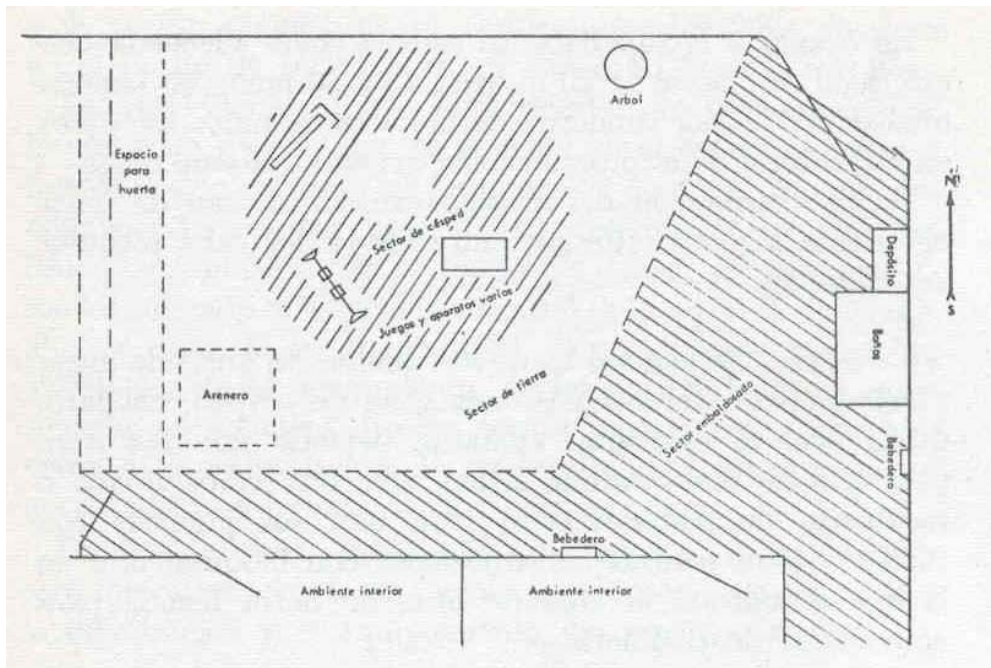 Arbol
Espacio
para
huerta
Sector de césped
Juegos y aparatos varios
Arenero
Sector de tierra
Sector embaldosado
Depósito
Baños
Bebedero
Bebedero
Ambiente interior
Ambiente interior
N
S